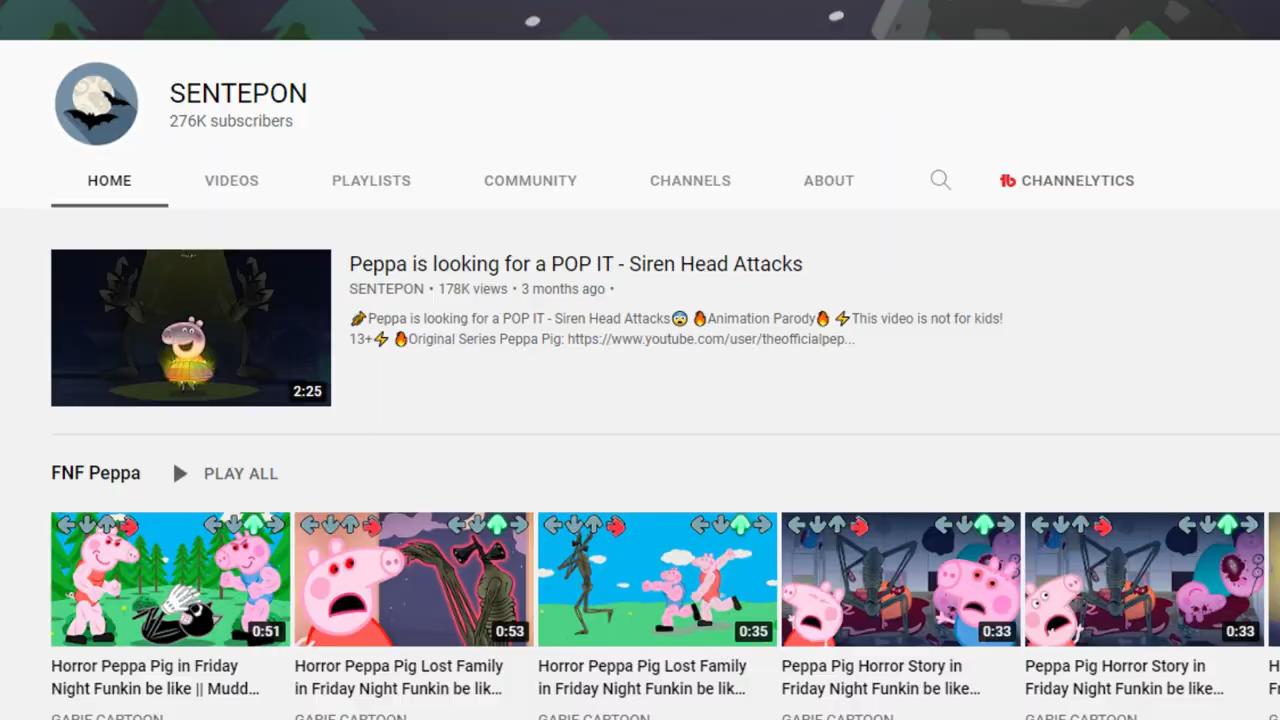 SENTEPON
276K subscribers
HOME VIDEOS PLAYLISTS COMMUNITY CHANNELS ABOUT CHANNELYTICS
Peppa is looking for a POP IT - Siren Head Attacks
SENTEPON • 178K views • 3 months ago •
Peppa is looking for a POP IT - Siren Head Attacks😨 🔥Animation Parody🔥 ⚡This video is not for kids!
13+⚡ 🔥Original Series Peppa Pig: https://www.youtube.com/user/theofficialpep...
2:25
FNF Peppa PLAY ALL
0:51 0:53 0:35 0:33 0:33
Horror Peppa Pig in Friday
Night Funkin be like || Mudd...
Horror Peppa Pig Lost Family
in Friday Night Funkin be lik...
Horror Peppa Pig Lost Family
in Friday Night Funkin be lik...
Peppa Pig Horror Story in
Friday Night Funkin be like...
Peppa Pig Horror Story in
Friday Night Funkin be like...